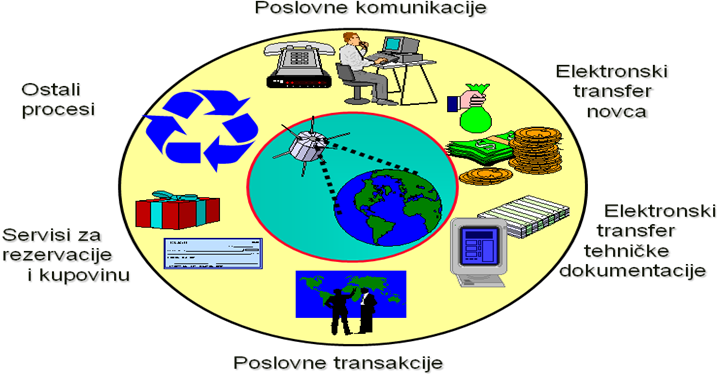 Poslovne komunikacije
Elektronski
transfer
novca
Elektronski
transfer
tehničke
dokumentacije
Poslovne transakcije
Servisi za
rezervacije
i kupovinu
Ostali
procesi